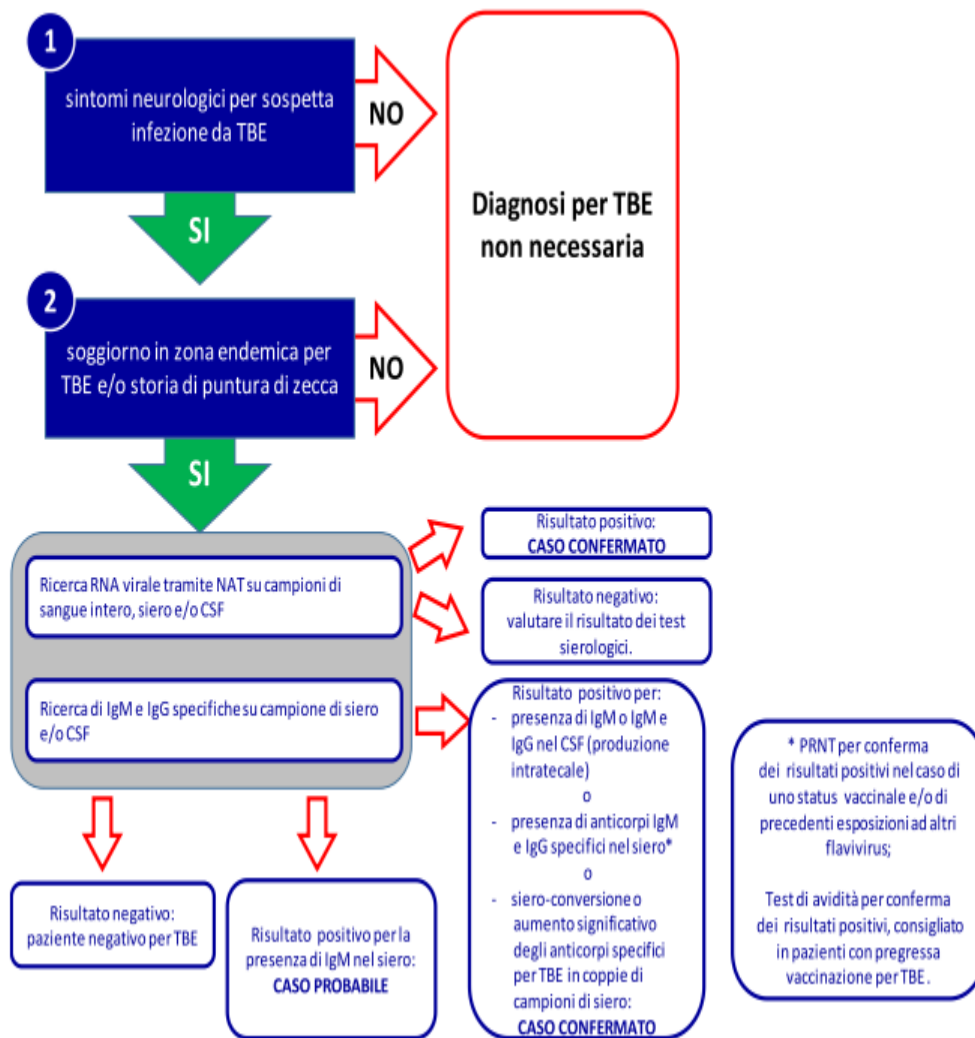 1
sintomi neurologici per sospetta
infezione da TBE
NO
SI
Diagnosi per TBE
non necessaria
2
soggiorno in zona endemica per
TBE e/o storia di puntura di zecca
NO
SI
Ricerca RNA virale tramite NAT su campioni di
sangue intero, siero e/o CSF
Risultato positivo:
CASO CONFERMATO
Risultato negativo:
valutare il risultato dei test
sierologici.
Ricerca di IgM e IgG specifiche su campione di siero
e/o CSF
Risultato positivo per:
- presenza di IgM o IgM e
IgG nel CSF (produzione
intratecale)
o
- presenza di anticorpi IgM
e IgG specifici nel siero*
o
- siero-conversione o
aumento significativo
degli anticorpi specifici
per TBE in coppie di
campioni di siero:
CASO CONFERMATO
* PRNT per conferma
dei risultati positivi nel caso di
uno status vaccinale e/o di
precedenti esposizioni ad altri
flavivirus;
Test di avidità per conferma
dei risultati positivi, consigliato
in pazienti con pregressa
vaccinazione per TBE.
Risultato negativo:
paziente negativo per TBE
Risultato positivo per la
presenza di IgM nel siero:
CASO PROBABILE